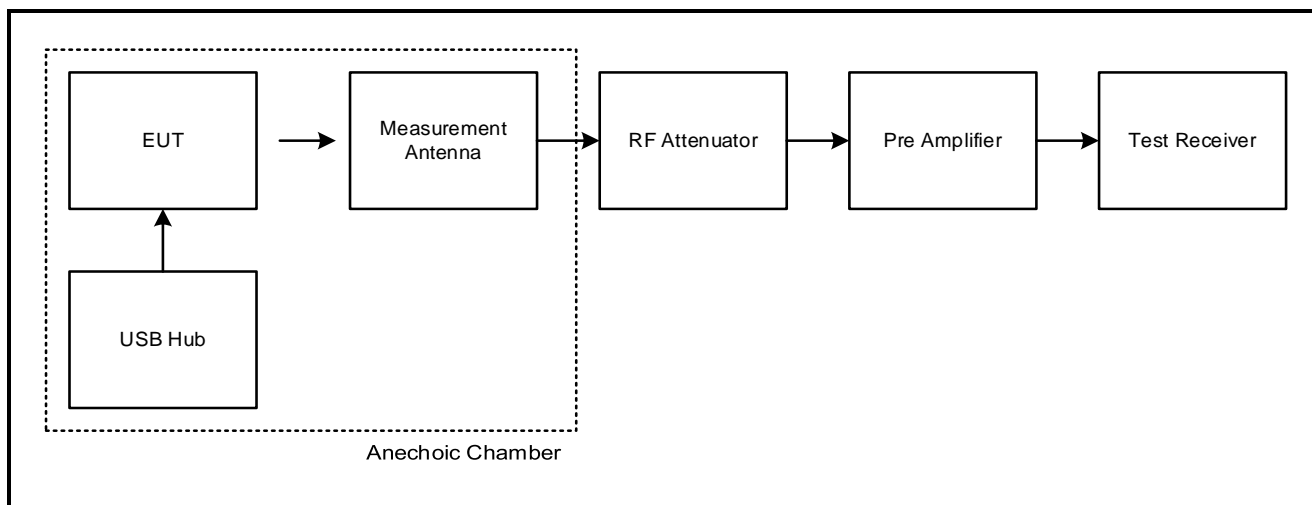 EUT
Measurement
Antenna
RF Attenuator
Pre Amplifier
Test Receiver
USB Hub
Anechoic Chamber